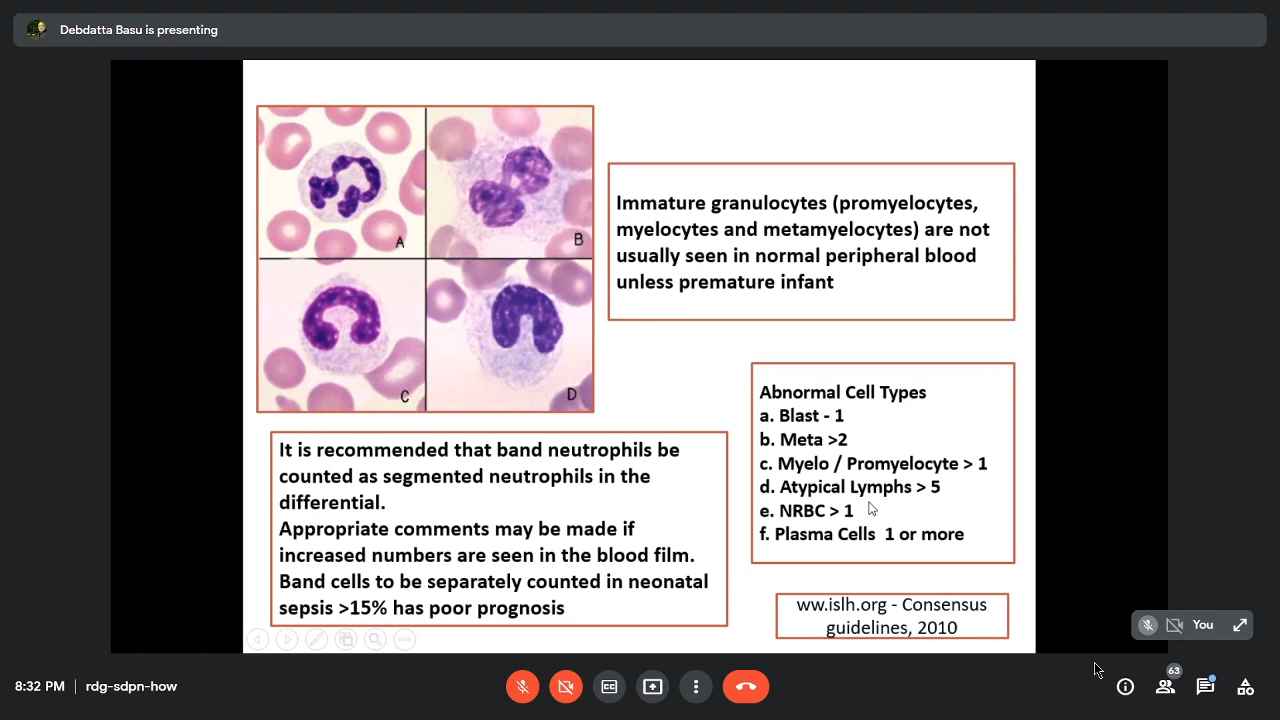 Debdatta Basu is presenting
A
B
C
D
Immature granulocytes (promyelocytes,
myelocytes and metamyelocytes) are not
usually seen in normal peripheral blood
unless premature infant
It is recommended that band neutrophils be
counted as segmented neutrophils in the
differential.
Appropriate comments may be made if
increased numbers are seen in the blood film.
Band cells to be separately counted in neonatal
sepsis >15% has poor prognosis
Abnormal Cell Types
a. Blast - 1
b. Meta >2
c. Myelo / Promyelocyte > 1
d. Atypical Lymphs > 5
e. NRBC > 1
f. Plasma Cells 1 or more
ww.islh.org - Consensus
guidelines, 2010
You
8:32 PM | rdg-sdpn-how
CC
63